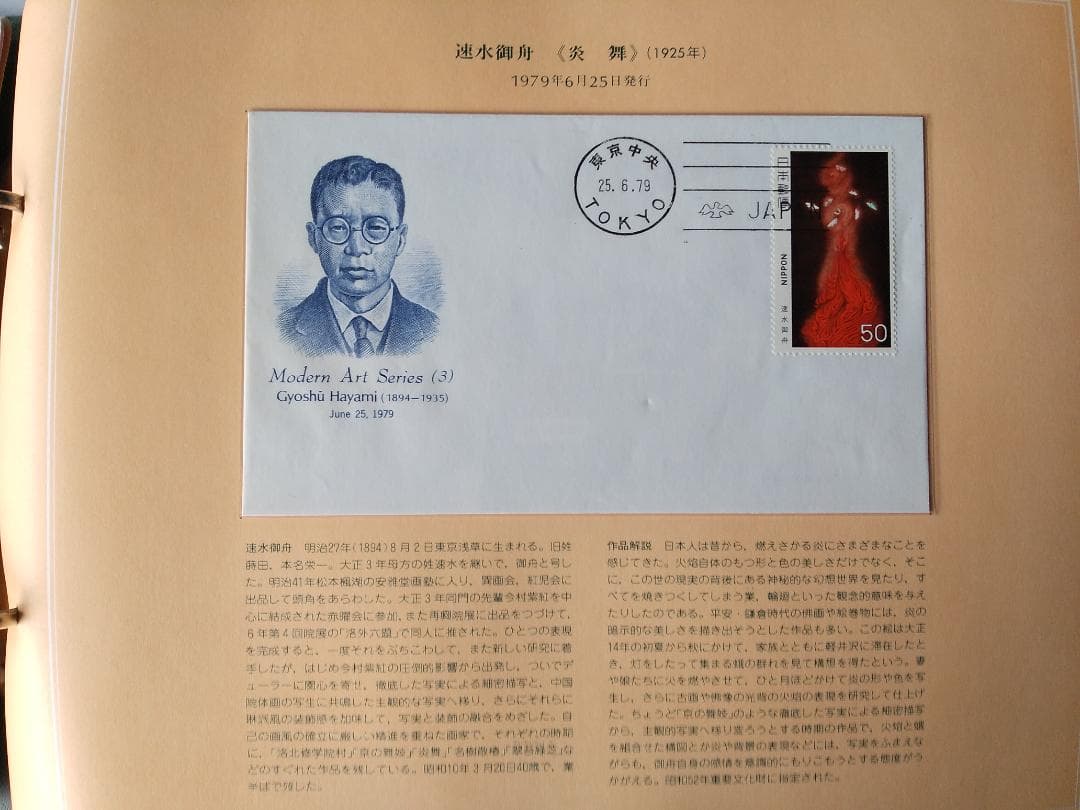 速水御舟 《炎 舞》(1925年)
1979年6月25日発行
東京中央
25.6.79
TOKYO
JAP
日本郵便
NIPPON
速水御舟
50
Modern Art Series (3)
Gyoshū Hayami (1894−1935)
June 25, 1979
速水御舟 明治27年(1894)8月2日東京浅草に生まれる。旧姓
蒔田、本名栄一。大正3年母方の姓速水を継いで、御舟と号し
た。明治41年松本楓湖の安雅堂画塾に入り、巽画会、紅児会に
出品して頭角をあらわした。大正3年同門の先輩今村紫紅を中
心に結成された赤曜会に参加、また再興院展に出品をつづけて、
6年第4回院展の「洛外六題」で同人に推された。ひとつの表現
を完成すると、一度それをぶちこわして、また新しい研究に着
手したが、はじめ今村紫紅の圧倒的影響から出発し、ついでデ
ューラーに関心を寄せ、徹底した写実による細密描写と、中国
院体画の写生に共鳴した主観的な写実へ移り、さらにそれらに
琳派風の装飾感を加味して、写実と装飾の融合をめざした。自
己の画風の確立に厳しい精進を重ねた画家で、それぞれの時期
に、「洛北修学院村」「京の舞妓」「炎舞」「名樹散椿」「翠苔緑芝」な
どのすぐれた作品を残している。昭和10年3月20日40歳で、業
半ばで歿した。
作品解説 日本人は昔から、燃えさかる炎にさまざまなことを
感じてきた。火焰自体のもつ形と色の美しさだけでなく、そこ
に、この世の現実の背後にある神秘的な幻想世界を見たり、す
べてを焼きつくしてしまう業、輪廻といった観念的意味を与え
たりしたのである。平安・鎌倉時代の佛画や絵巻物には、炎の
暗示的な美しさを描き出そうとした作品も多い。この絵は大正
14年の初夏から秋にかけて、家族とともに軽井沢に滞在したと
き、灯をしたって集まる蛾の群れを見て構想を得たという。妻
や娘たちに火を燃やさせて、ひと月ほどかけて炎の形や色を写
生し、さらに古画や佛像の光背の火焰の表現を研究して仕上げ
た。ちょうど「京の舞妓」のような徹底した写実による細密描写
から、主観的写実へ移り変ろうとする時期の作品で、火焰と蛾
を組合せた構図とか炎や背景の表現などには、写実をふまえな
がらも、御舟自身の感情を意識的にもりこもうとする態度がう
かがえる。昭和52年重要文化財に指定された。